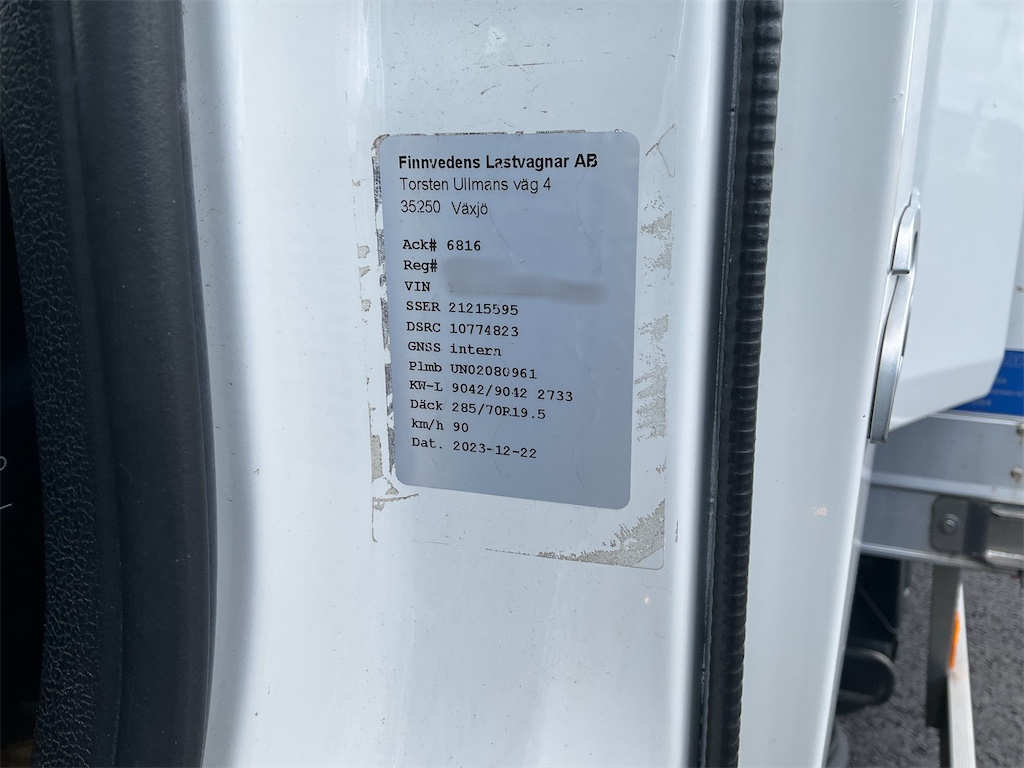 Finnvedens Lastvagnar AB
Torsten Ullmans väg 4
35250 Växjö
Ack# 6816
Reg#
VIN
SSER 21215595
DSRC 10774823
GNSS intern
Plmb UN02080961
KW-L 9042/9042 2733
Däck 285/70R19.5
km/h 90
Dat. 2023-12-22